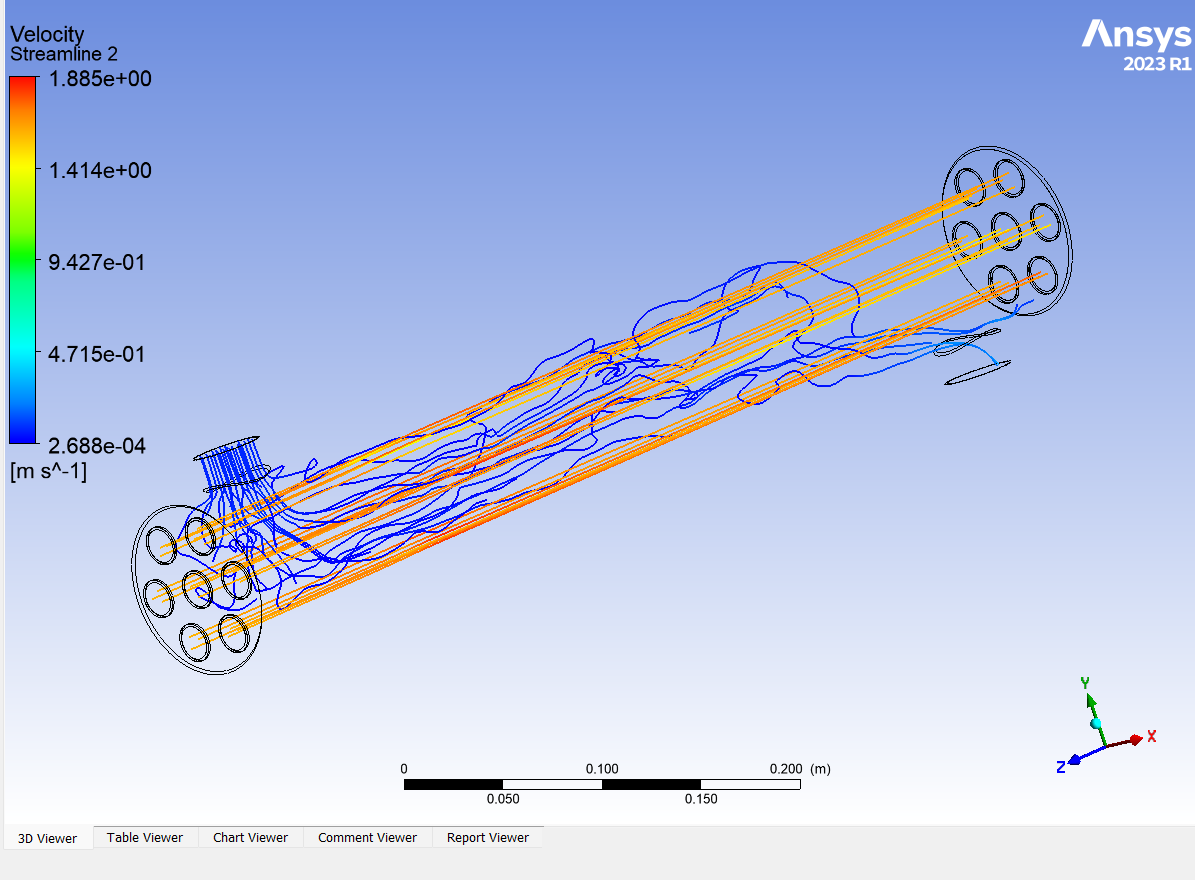 Velocity
Streamline 2
Ansys
2023 R1
1.885e+00
1.414e+00
9.427e-01
4.715e-01
2.688e-04
[m s^-1]
Y
X
Z
0 0.100 0.200 (m)
0.050 0.150
3D Viewer Table Viewer Chart Viewer Comment Viewer Report Viewer